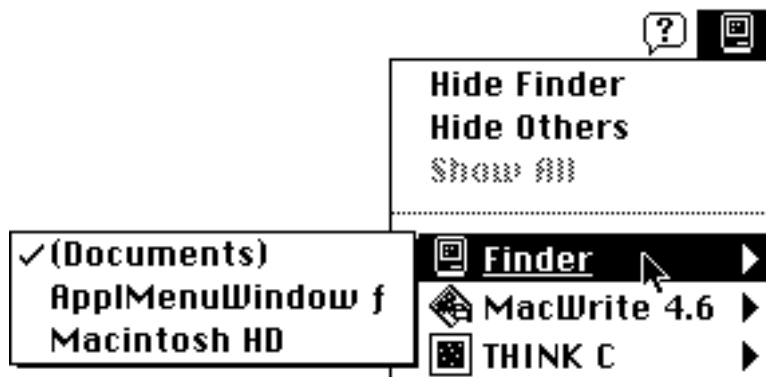 ?
Hide Finder
Hide Others
Show All
Finder
MacWrite 4.6
THINK C
✓(Documents)
ApplMenuWindow ƒ
Macintosh HD